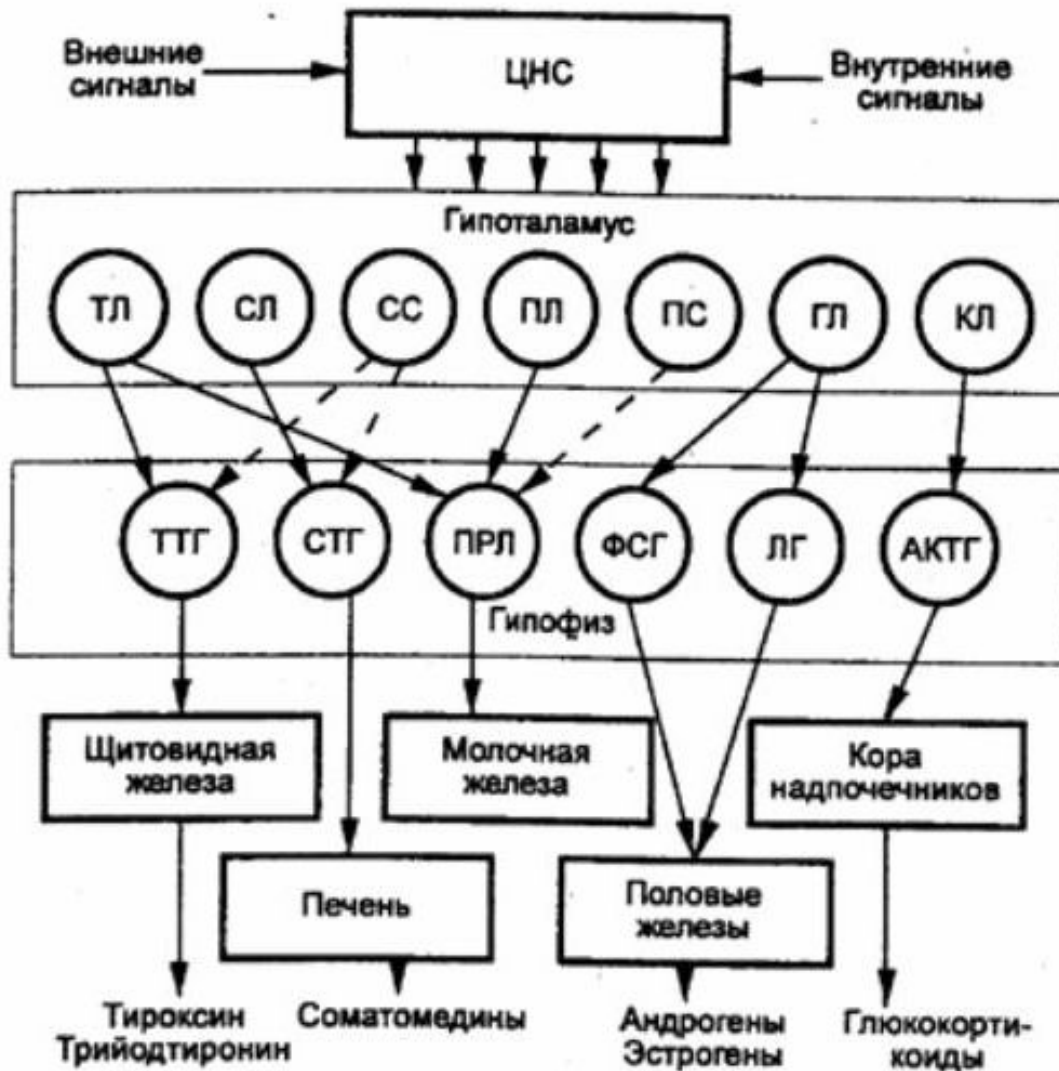 Внешние
сигналы
ЦНС
Внутренние
сигналы
Гипоталамус
ТЛ
СЛ
СС
ПЛ
ПС
ГЛ
КЛ
ТТГ
СТГ
ПРЛ
ФСГ
ЛГ
АКТГ
Гипофиз
Щитовидная
железа
Молочная
железа
Кора
надпочечников
Печень
Половые
железы
Тироксин
Трийодтиронин
Соматомедины
Андрогены
Эстрогены
Глюкокорти-
коиды